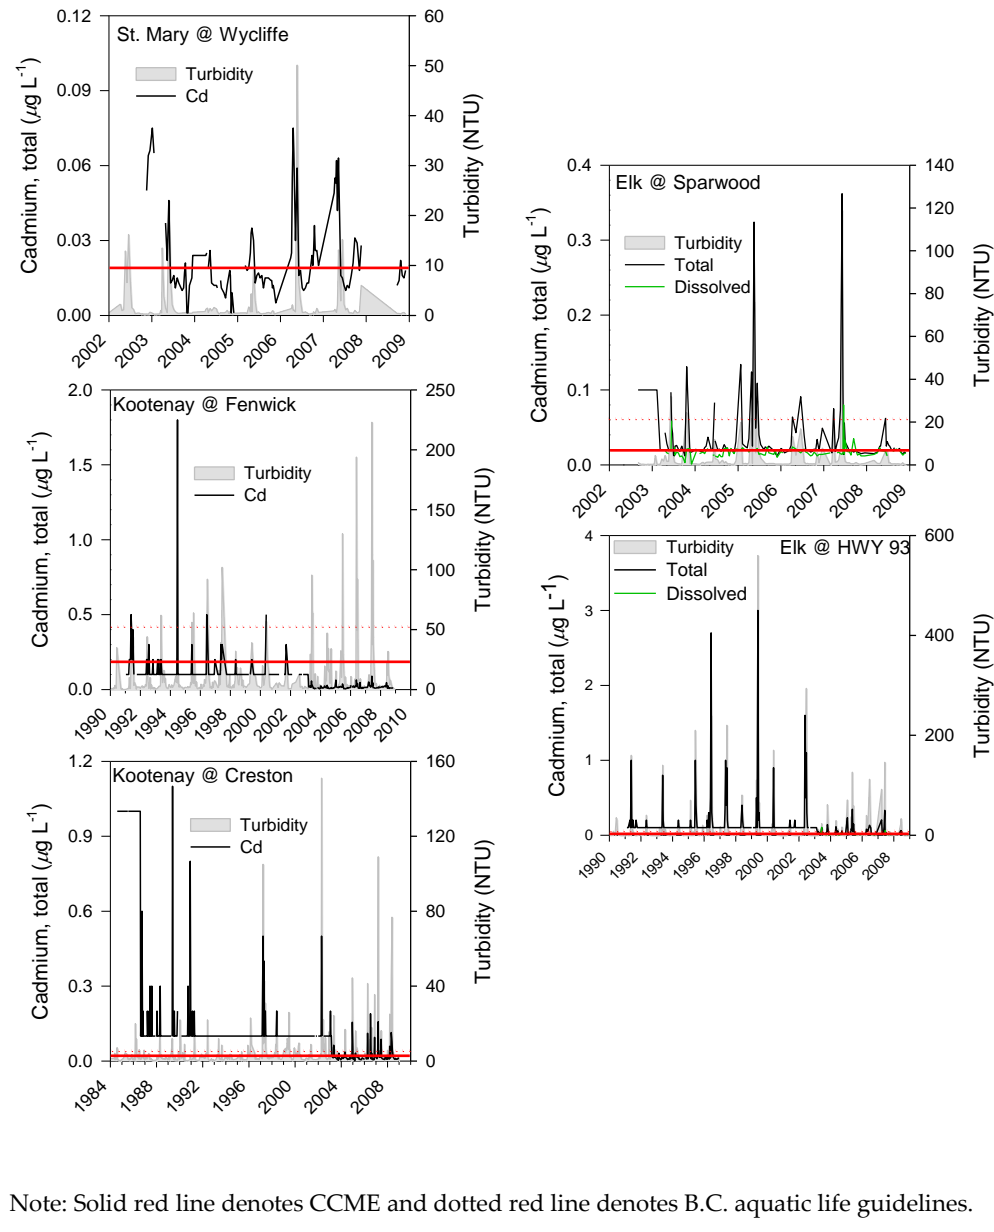 St. Mary @ Wycliffe
Turbidity
Cd
Cadmium, total (µg L⁻¹)
0.12
0.09
0.06
0.03
0.00
60
50
40
30
20
10
0
Turbidity (NTU)
2002 2003 2004 2005 2006 2007 2008 2009
Kootenay @ Fenwick
Turbidity
Cd
Cadmium, total (µg L⁻¹)
2.0
1.5
1.0
0.5
0.0
250
200
150
100
50
0
Turbidity (NTU)
1990 1992 1994 1996 1998 2000 2002 2004 2006 2008 2010
Kootenay @ Creston
Turbidity
Cd
Cadmium, total (µg L⁻¹)
1.2
0.9
0.6
0.3
0.0
160
120
80
40
0
Turbidity (NTU)
1984 1988 1992 1996 2000 2004 2008
Elk @ Sparwood
Turbidity
Total
Dissolved
Cadmium, total (µg L⁻¹)
0.4
0.3
0.2
0.1
0.0
140
120
100
80
60
40
20
0
Turbidity (NTU)
2002 2003 2004 2005 2006 2007 2008 2009
Elk @ HWY 93
Turbidity
Total
Dissolved
Cadmium, total (µg L-1)
4
3
2
1
0
600
400
200
0
Turbidity (NTU)
1990 1992 1994 1996 1998 2000 2002 2004 2006 2008
Note: Solid red line denotes CCME and dotted red line denotes B.C. aquatic life guidelines.